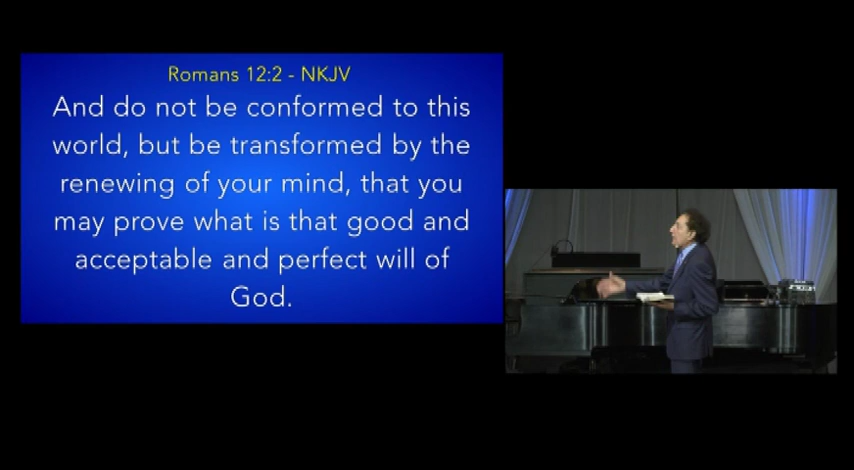 Romans 12:2 - NKJV
And do not be conformed to this
world, but be transformed by the
renewing of your mind, that you
may prove what is that good and
acceptable and perfect will of
God.